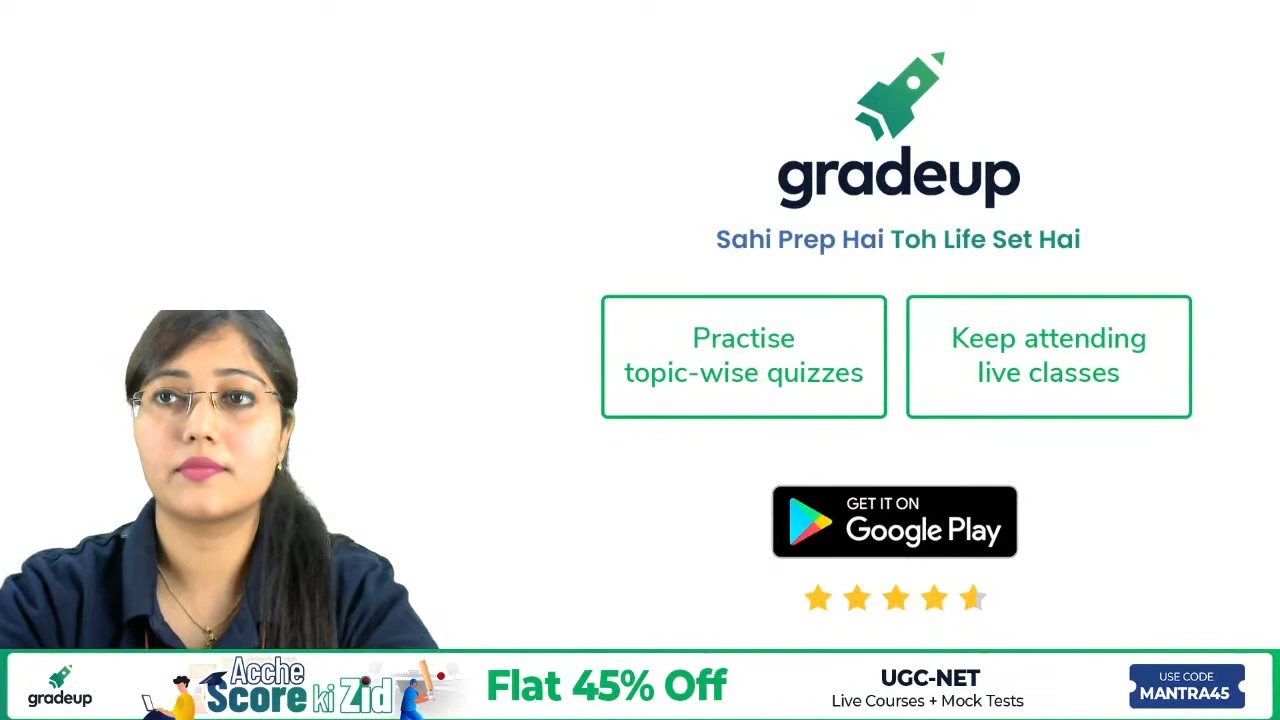 gradeup
Sahi Prep Hai Toh Life Set Hai
Practise
topic-wise quizzes
Keep attending
live classes
GET IT ON
Google Play
gradeup
Acche
Score ki Zid
Flat 45% Off
UGC-NET
Live Courses + Mock Tests
USE CODE
MANTRA45